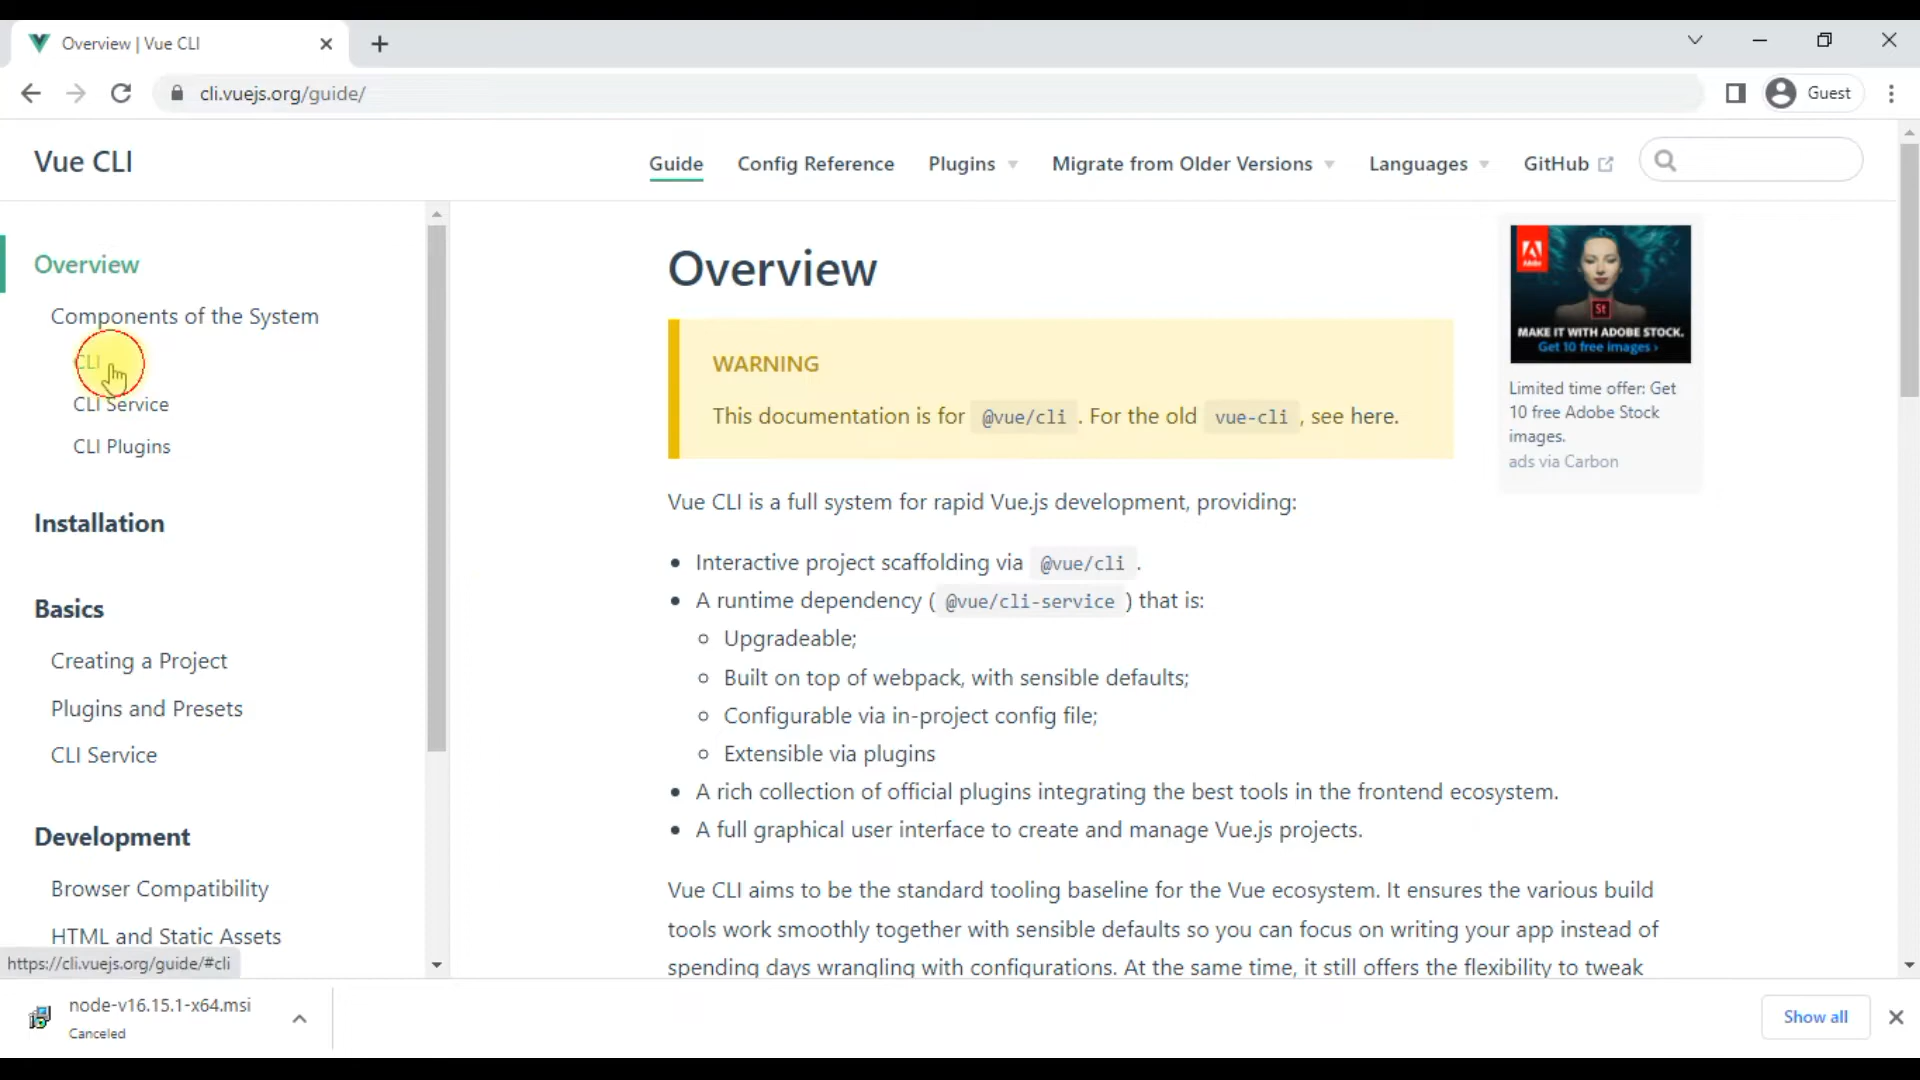 Overview | Vue CLI
cli.vuejs.org/guide/
Guest
Vue CLI
Guide
Config Reference
Plugins
Migrate from Older Versions
Languages
GitHub
Overview
Components of the System
CLI
CLI Service
CLI Plugins
Installation
Basics
Creating a Project
Plugins and Presets
CLI Service
Development
Browser Compatibility
HTML and Static Assets
https://cli.vuejs.org/guide/#cli
Overview
WARNING
This documentation is for @vue/cli . For the old vue-cli , see here.
Vue CLI is a full system for rapid Vue.js development, providing:
Interactive project scaffolding via @vue/cli .
A runtime dependency ( @vue/cli-service ) that is:
Upgradeable;
Built on top of webpack, with sensible defaults;
Configurable via in-project config file;
Extensible via plugins
A rich collection of official plugins integrating the best tools in the frontend ecosystem.
A full graphical user interface to create and manage Vue.js projects.
Vue CLI aims to be the standard tooling baseline for the Vue ecosystem. It ensures the various build
tools work smoothly together with sensible defaults so you can focus on writing your app instead of
spending days wrangling with configurations. At the same time, it still offers the flexibility to tweak
Adobe
St
MAKE IT WITH ADOBE STOCK.
Get 10 free images ›
Limited time offer: Get
10 free Adobe Stock
images.
ads via Carbon
node-v16.15.1-x64.msi
Canceled
Show all